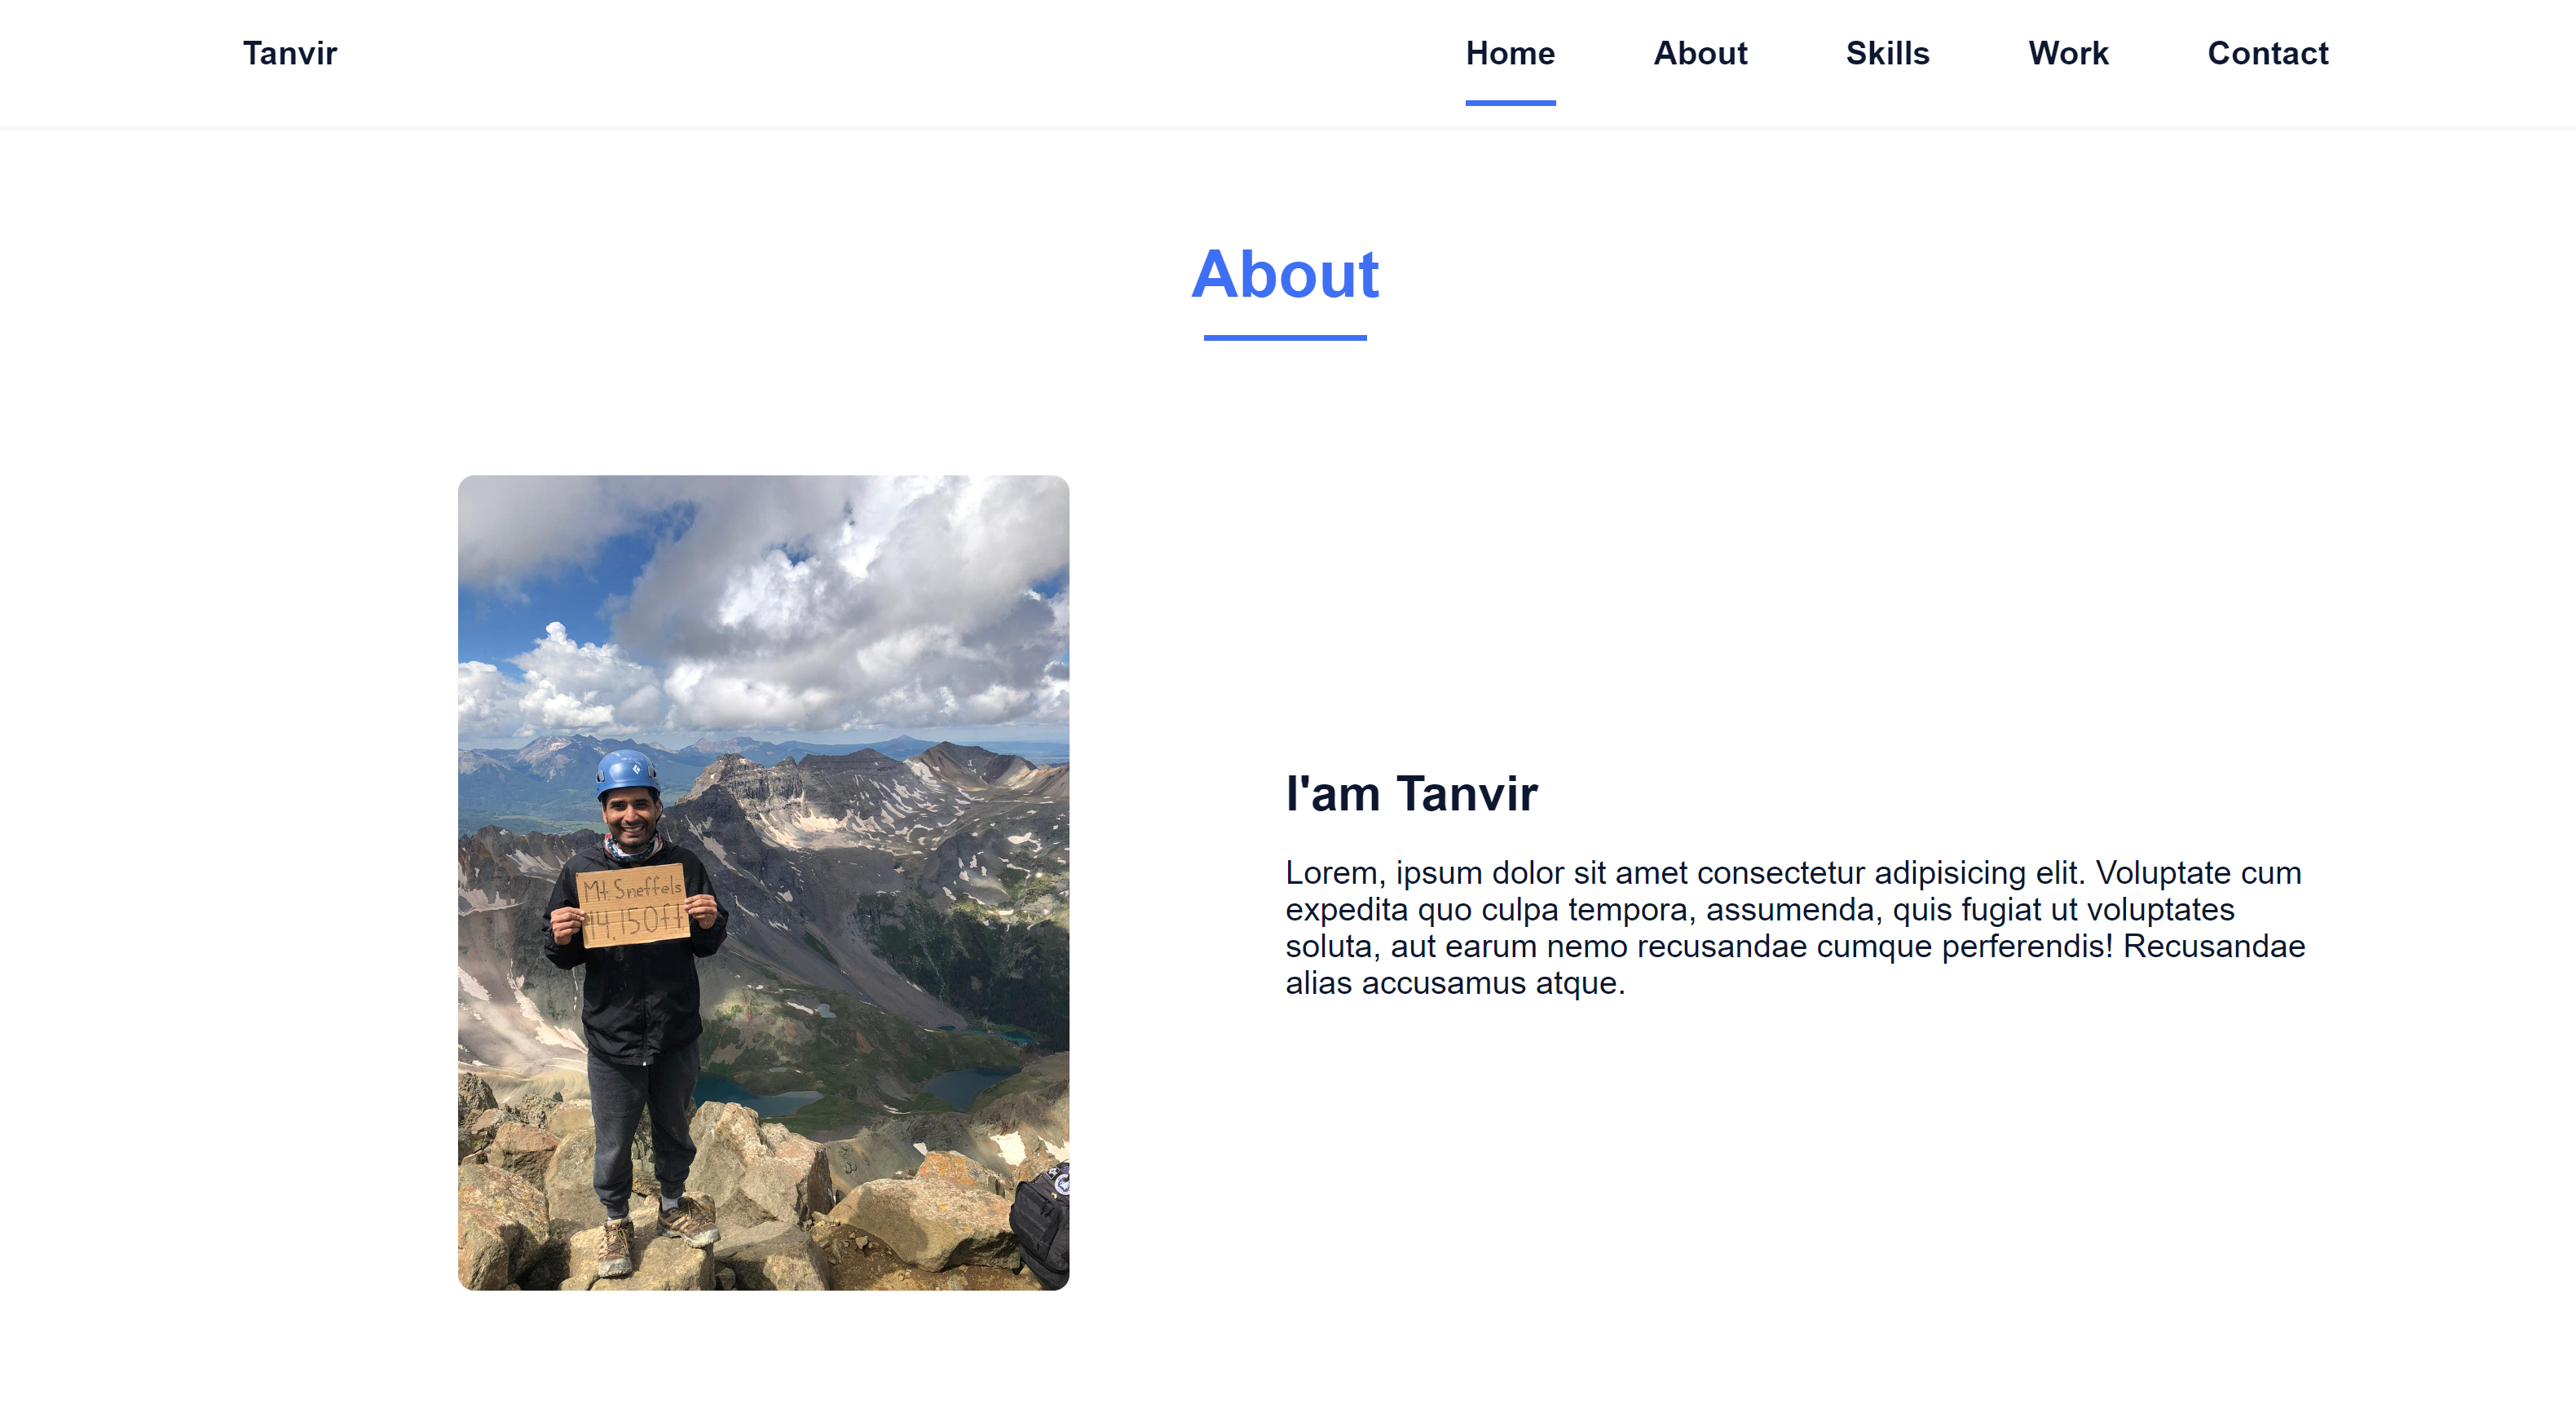 Tanvir
Home About Skills Work Contact
About
Mt. Sneffels
14,150ft
I'am Tanvir
Lorem, ipsum dolor sit amet consectetur adipisicing elit. Voluptate cum
expedita quo culpa tempora, assumenda, quis fugiat ut voluptates
soluta, aut earum nemo recusandae cumque perferendis! Recusandae
alias accusamus atque.